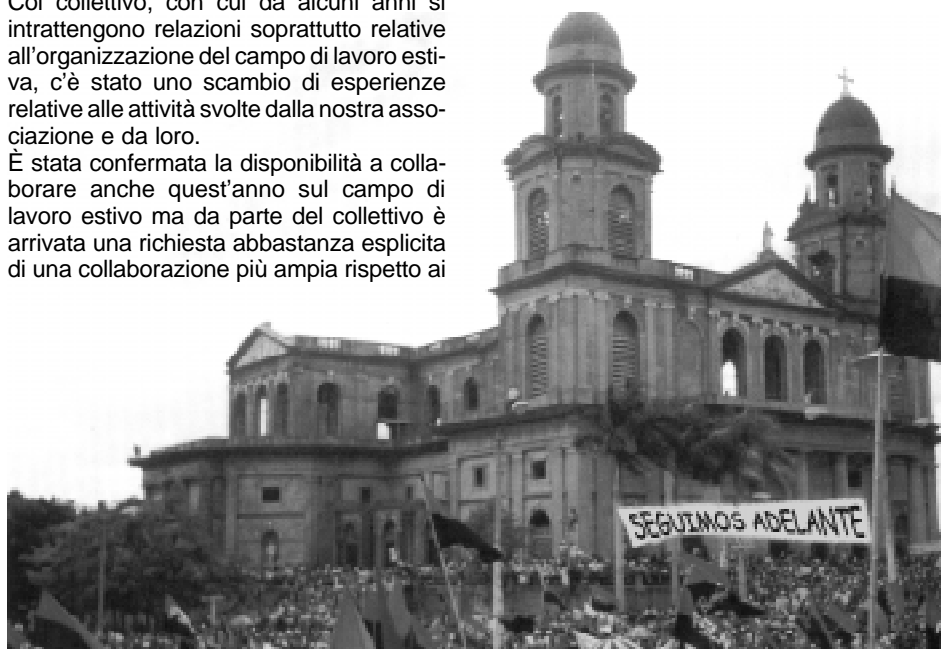 Col collettivo, con cui da alcuni anni si
intrattengono relazioni soprattutto relative
all'organizzazione del campo di lavoro esti-
va, c'è stato uno scambio di esperienze
relative alle attività svolte dalla nostra asso-
ciazione e da loro.
È stata confermata la disponibilità a colla-
borare anche quest'anno sul campo di
lavoro estivo ma da parte del collettivo è
arrivata una richiesta abbastanza esplicita
di una collaborazione più ampia rispetto ai
SEGUIMOS ADELANTE